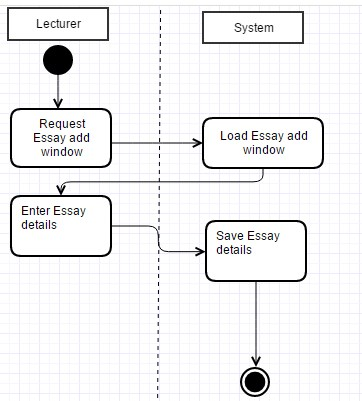 Lecturer
System
Request
Essay add
window
Load Essay add
window
Enter Essay
details
Save Essay
details